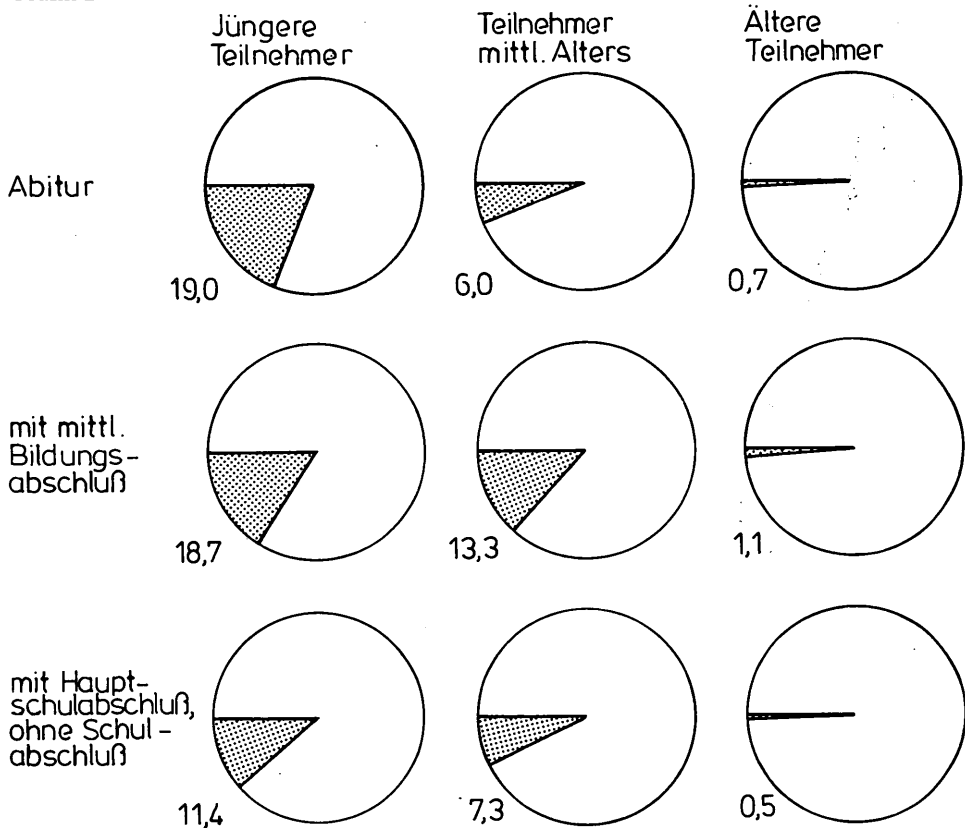 Jüngere
Teilnehmer
Teilnehmer
mittl. Alters
Ältere
Teilnehmer
Abitur
19,0
6,0
0,7
mit mittl.
Bildungs-
abschluß
18,7
13,3
1,1
mit Haupt-
schulabschluß,
ohne Schul-
abschluß
11,4
7,3
0,5